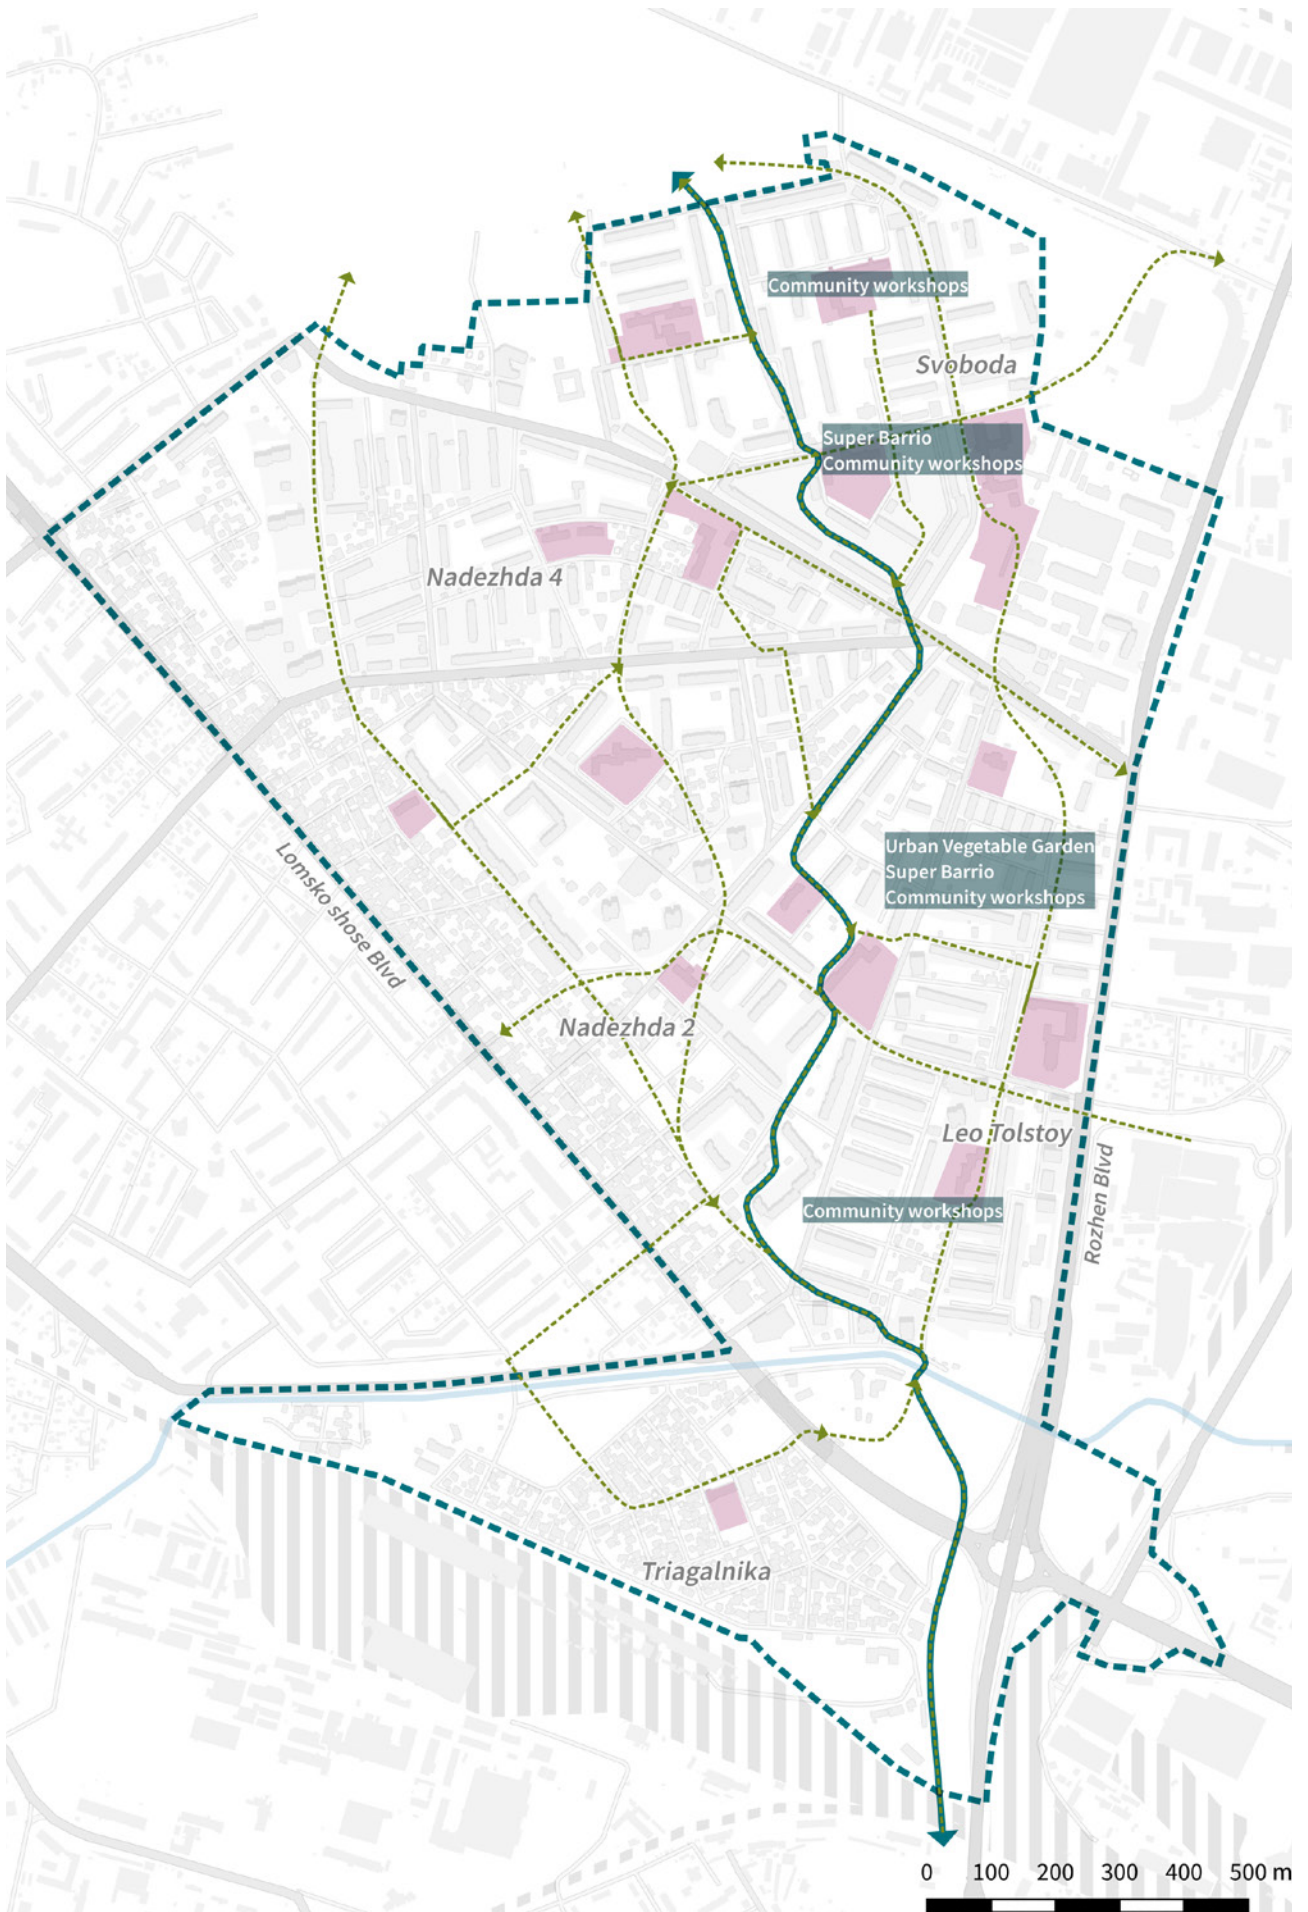 Community workshops
Svoboda
Super Barrio
Community workshops
Nadezhda 4
Urban Vegetable Garden
Super Barrio
Community workshops
Lomsko shose Blvd
Nadezhda 2
Leo Tolstoy
Rozhen Blvd
Community workshops
Triagalnika
0 100 200 300 400 500 m